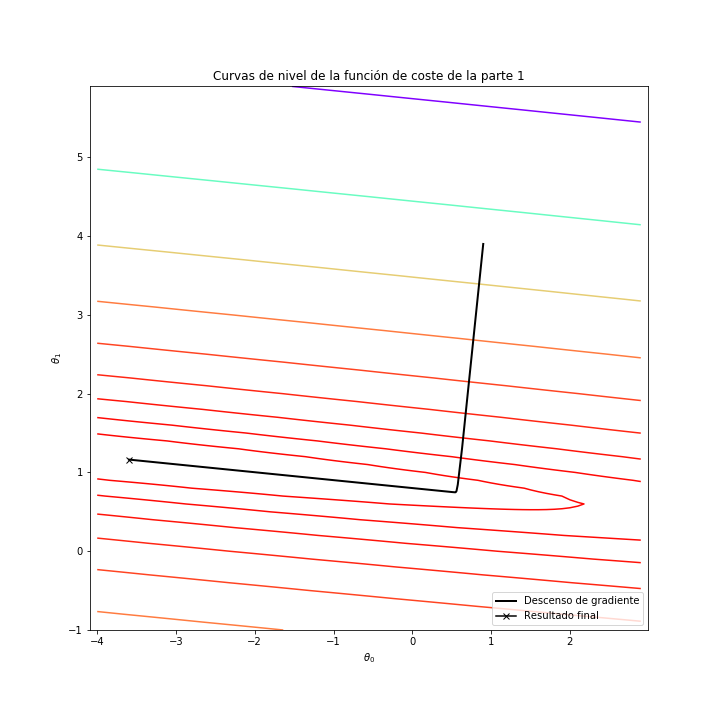 Curvas de nivel de la función de coste de la parte 1
5
4
3
2
1
0
−1
θ₁
−4
−3
−2
−1
0
1
2
θ₀
Descenso de gradiente
Resultado final